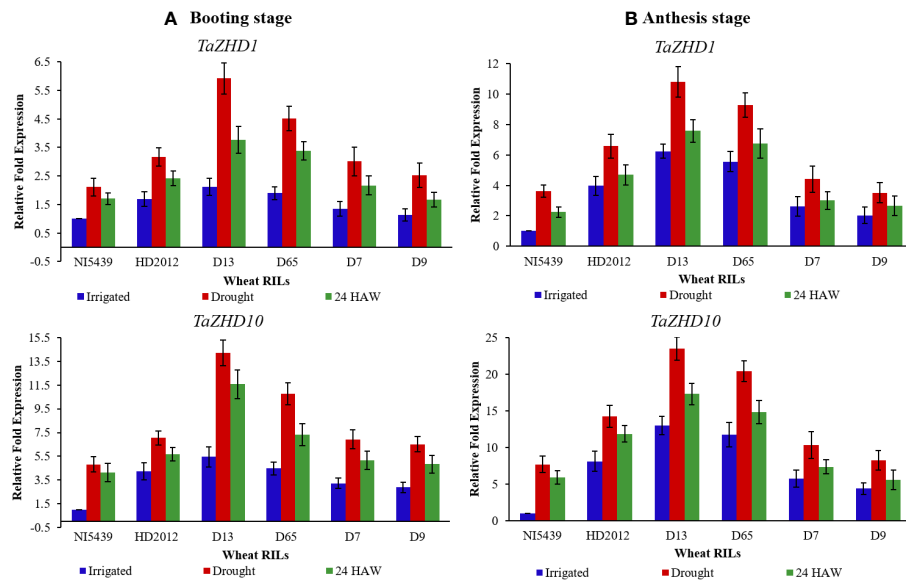 A Booting stage
TaZHD1
Relative Fold Expression
6.5
5.5
4.5
3.5
2.5
1.5
0.5
-0.5
NI5439 HD2012 D13 D65 D7 D9
Wheat RILs
Irrigated Drought 24 HAW
B Anthesis stage
TaZHD1
Relative Fold Expression
12
10
8
6
4
2
0
NI5439 HD2012 D13 D65 D7 D9
Wheat RILs
Irrigated Drought 24 HAW
TaZHD10
Relative Fold Expression
15.5
13.5
11.5
9.5
7.5
5.5
3.5
1.5
-0.5
NI5439 HD2012 D13 D65 D7 D9
Wheat RILs
Irrigated Drought 24 HAW
TaZHD10
Relative Fold Expression
25
20
15
10
5
0
NI5439 HD2012 D13 D65 D7 D9
Wheat RILs
Irrigated Drought 24 HAW